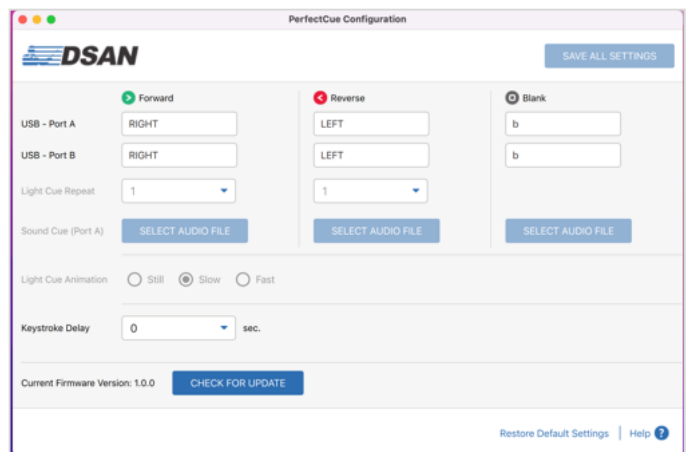 PerfectCue Configuration
DSAN
SAVE ALL SETTINGS
Forward Reverse Blank
USB - Port A RIGHT LEFT b
USB - Port B RIGHT LEFT b
Light Cue Repeat 1 1
Sound Cue (Port A) SELECT AUDIO FILE SELECT AUDIO FILE SELECT AUDIO FILE
Light Cue Animation Still Slow Fast
Keystroke Delay 0 sec.
Current Firmware Version: 1.0.0 CHECK FOR UPDATE
Restore Default Settings | Help ?